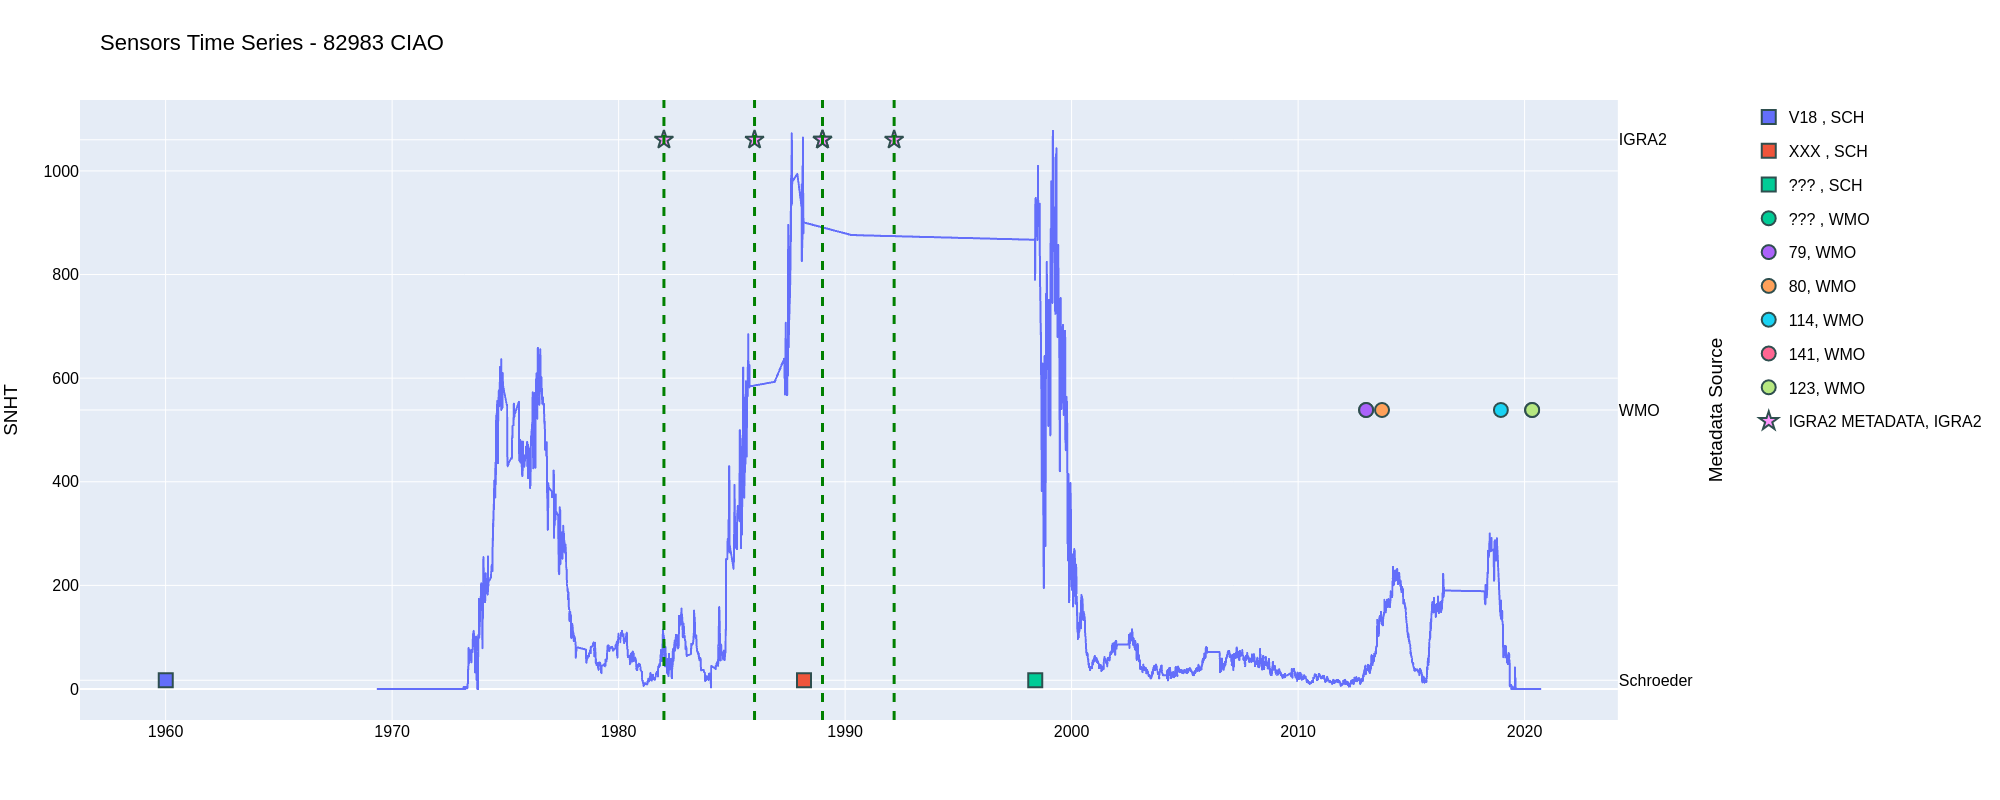 Sensors Time Series - 82983 CIAO
SNHT
1000
800
600
400
200
0
1960
1970
1980
1990
2000
2010
2020
IGRA2
WMO
Schroeder
Metadata Source
V18 , SCH
XXX , SCH
??? , SCH
??? , WMO
79, WMO
80, WMO
114, WMO
141, WMO
123, WMO
IGRA2 METADATA, IGRA2